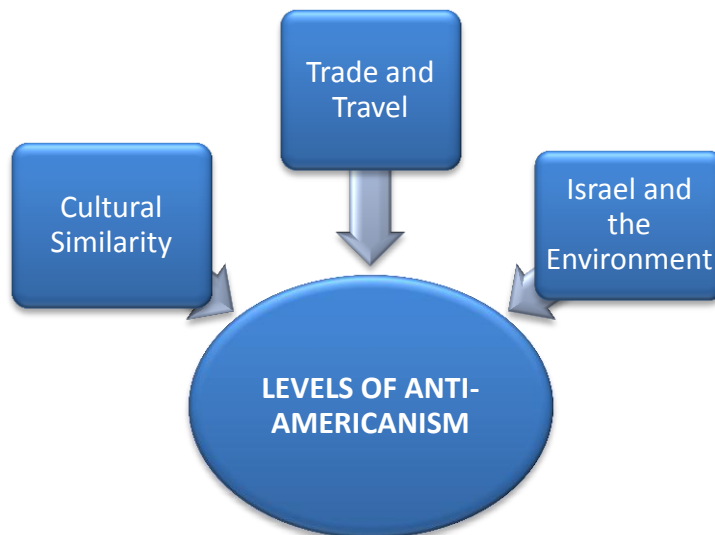 Trade and
Travel
Cultural
Similarity
Israel and
the
Environment
LEVELS OF ANTI-
AMERICANISM